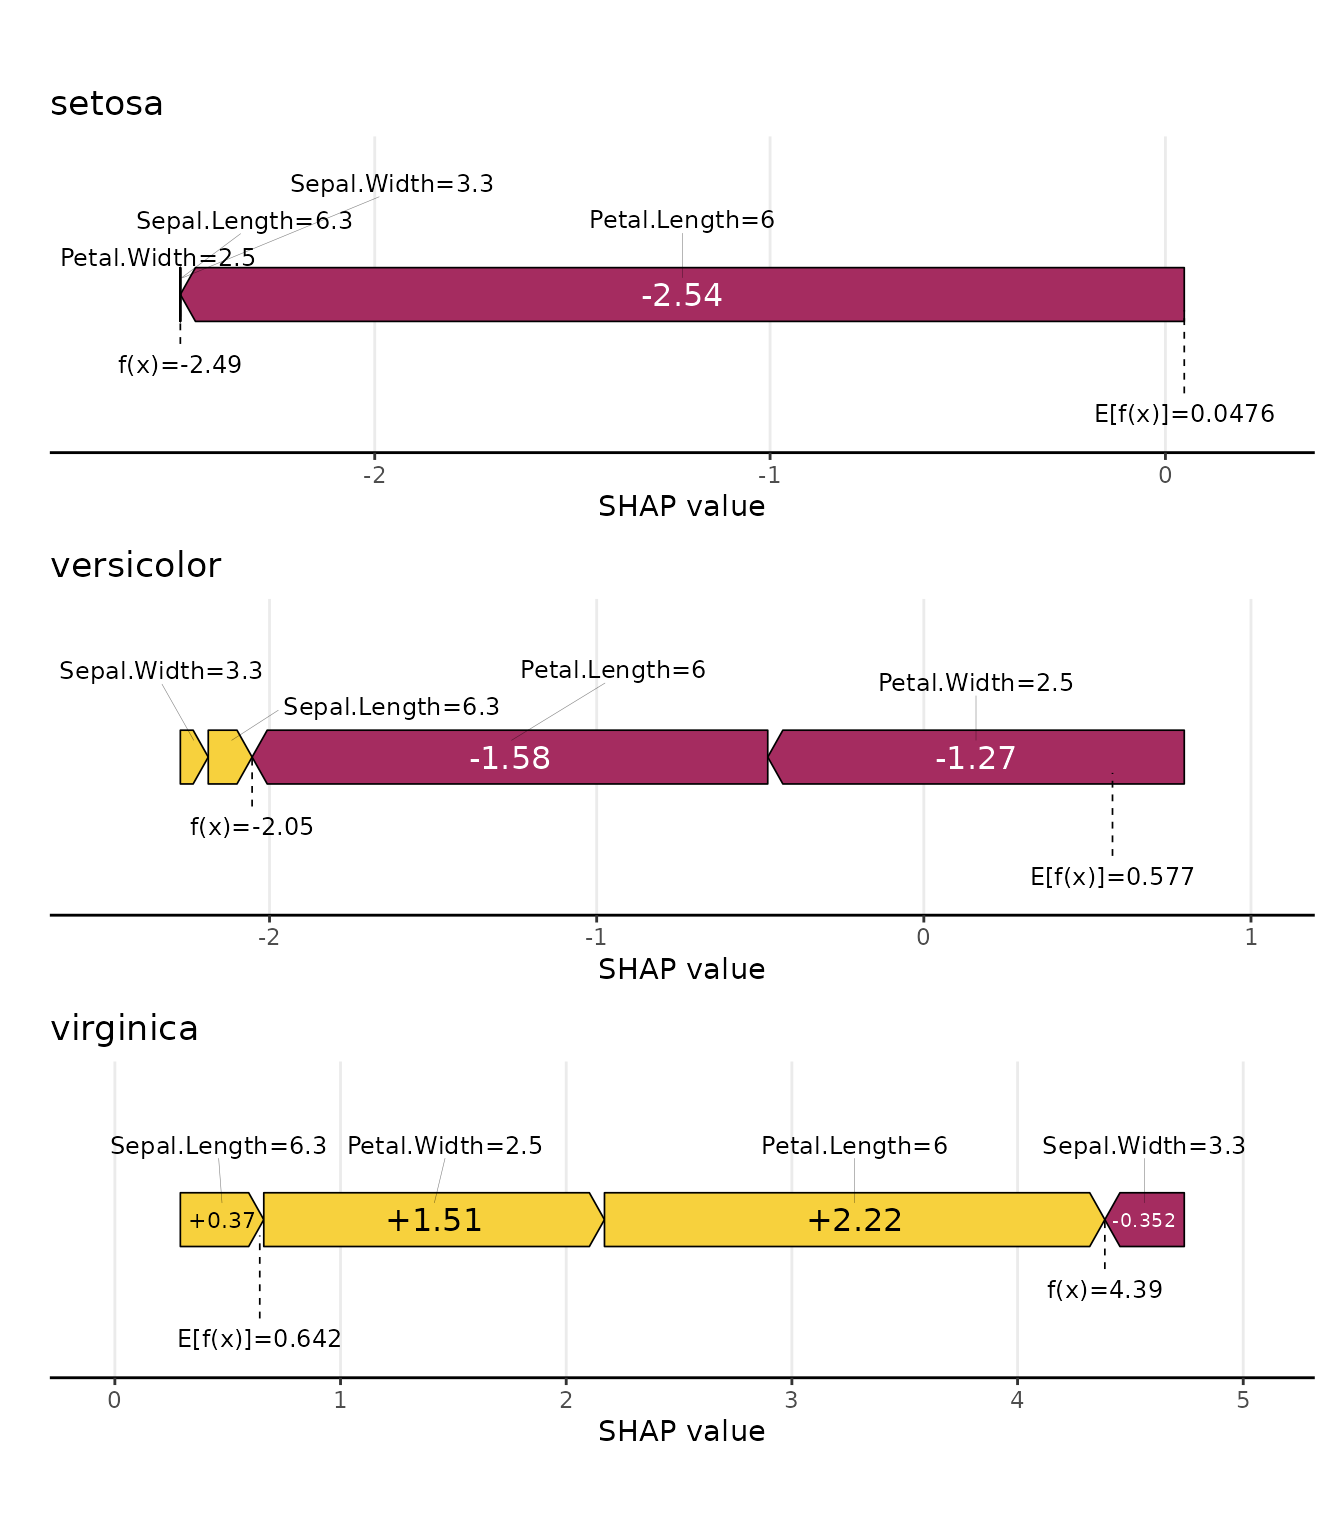 setosa
Sepal.Width=3.3
Sepal.Length=6.3
Petal.Length=6
Petal.Width=2.5
-2.54
f(x)=-2.49
E[f(x)]=0.0476
-2 -1 0
SHAP value
versicolor
Sepal.Width=3.3
Petal.Length=6
Petal.Width=2.5
Sepal.Length=6.3
-1.58 -1.27
f(x)=-2.05
E[f(x)]=0.577
-2 -1 0 1
SHAP value
virginica
Sepal.Length=6.3 Petal.Width=2.5 Petal.Length=6 Sepal.Width=3.3
+0.37 +1.51 +2.22 -0.352
f(x)=4.39
E[f(x)]=0.642
0 1 2 3 4 5
SHAP value